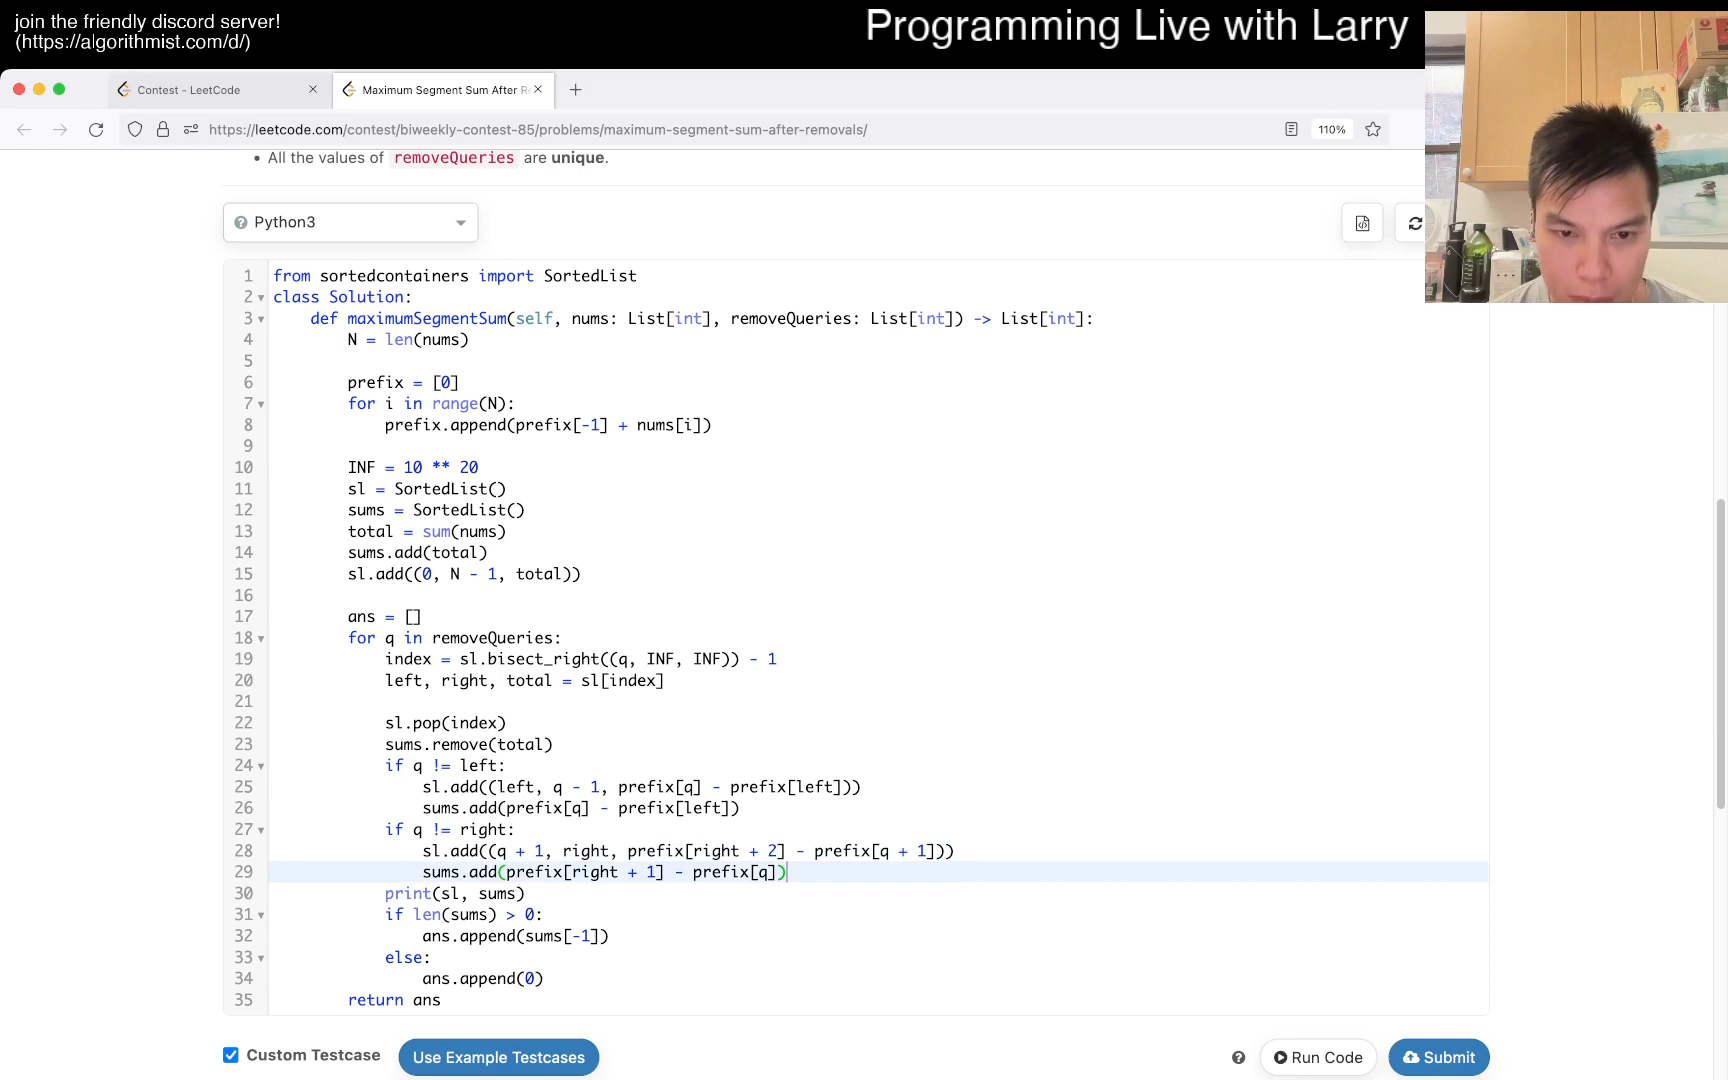 join the friendly discord server!
(https://algorithmist.com/d/)
Programming Live with Larry
Contest - LeetCode
Maximum Segment Sum After R
https://leetcode.com/contest/biweekly-contest-85/problems/maximum-segment-sum-after-removals/
110%
• All the values of removeQueries are unique.
Python3
1 from sortedcontainers import SortedList
2 class Solution:
3     def maximumSegmentSum(self, nums: List[int], removeQueries: List[int]) -> List[int]:
4         N = len(nums)
5
6         prefix = [0]
7         for i in range(N):
8             prefix.append(prefix[-1] + nums[i])
9
10         INF = 10 ** 20
11         sl = SortedList()
12         sums = SortedList()
13         total = sum(nums)
14         sums.add(total)
15         sl.add((0, N - 1, total))
16
17         ans = []
18         for q in removeQueries:
19             index = sl.bisect_right((q, INF, INF)) - 1
20             left, right, total = sl[index]
21
22             sl.pop(index)
23             sums.remove(total)
24             if q != left:
25                 sl.add((left, q - 1, prefix[q] - prefix[left]))
26                 sums.add(prefix[q] - prefix[left])
27             if q != right:
28                 sl.add((q + 1, right, prefix[right + 2] - prefix[q + 1]))
29                 sums.add(prefix[right + 1] - prefix[q])
30             print(sl, sums)
31             if len(sums) > 0:
32                 ans.append(sums[-1])
33             else:
34                 ans.append(0)
35         return ans
Custom Testcase
Use Example Testcases
Run Code
Submit